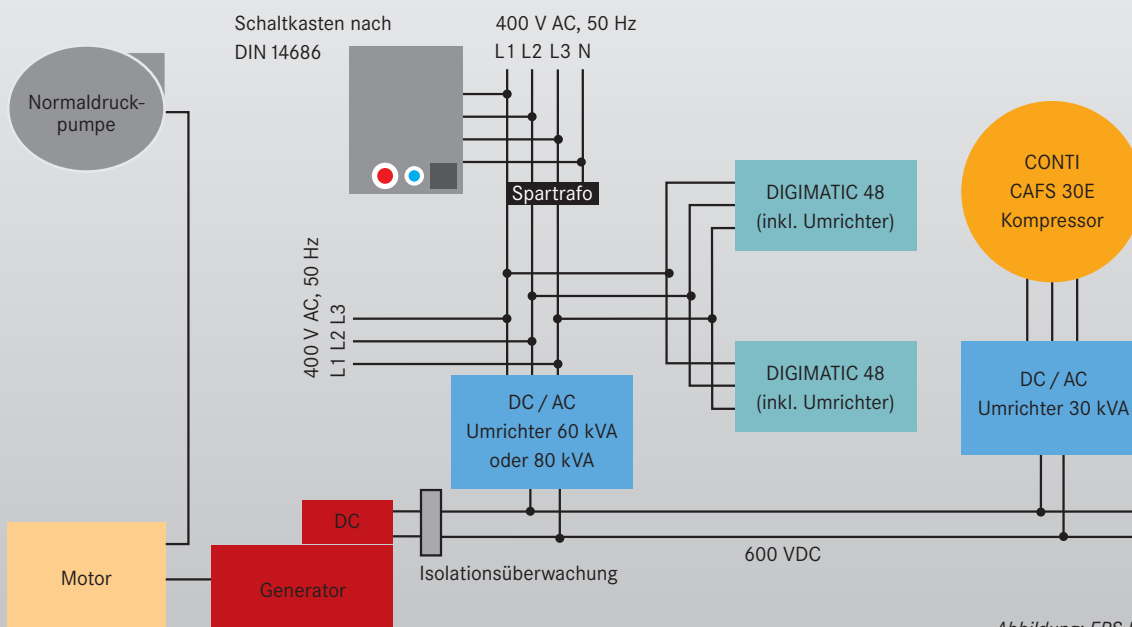 Schaltkasten nach
DIN 14686
400 V AC, 50 Hz
L1 L2 L3 N
Normaldruck-
pumpe
Spartrafo
DIGIMATIC 48
(inkl. Umrichter)
CONTI
CAFS 30E
Kompressor
400 V AC, 50 Hz
L1 L2 L3
DC / AC
Umrichter 60 kVA
oder 80 kVA
DIGIMATIC 48
(inkl. Umrichter)
DC / AC
Umrichter 30 kVA
DC
600 VDC
Isolationsüberwachung
Motor
Generator
Abbildung: